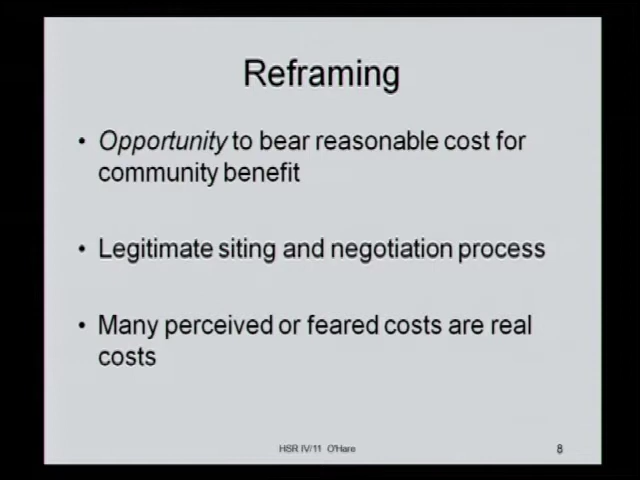 Reframing
• Opportunity to bear reasonable cost for
community benefit
• Legitimate siting and negotiation process
• Many perceived or feared costs are real
costs
HSR IV/11 O'Hare
8